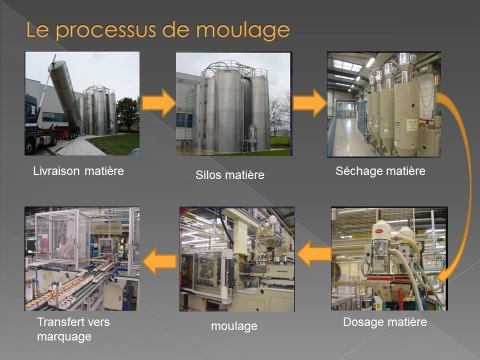 Le processus de moulage
Livraison matière
Silos matière
Séchage matière
Transfert vers
marquage
moulage
Dosage matière